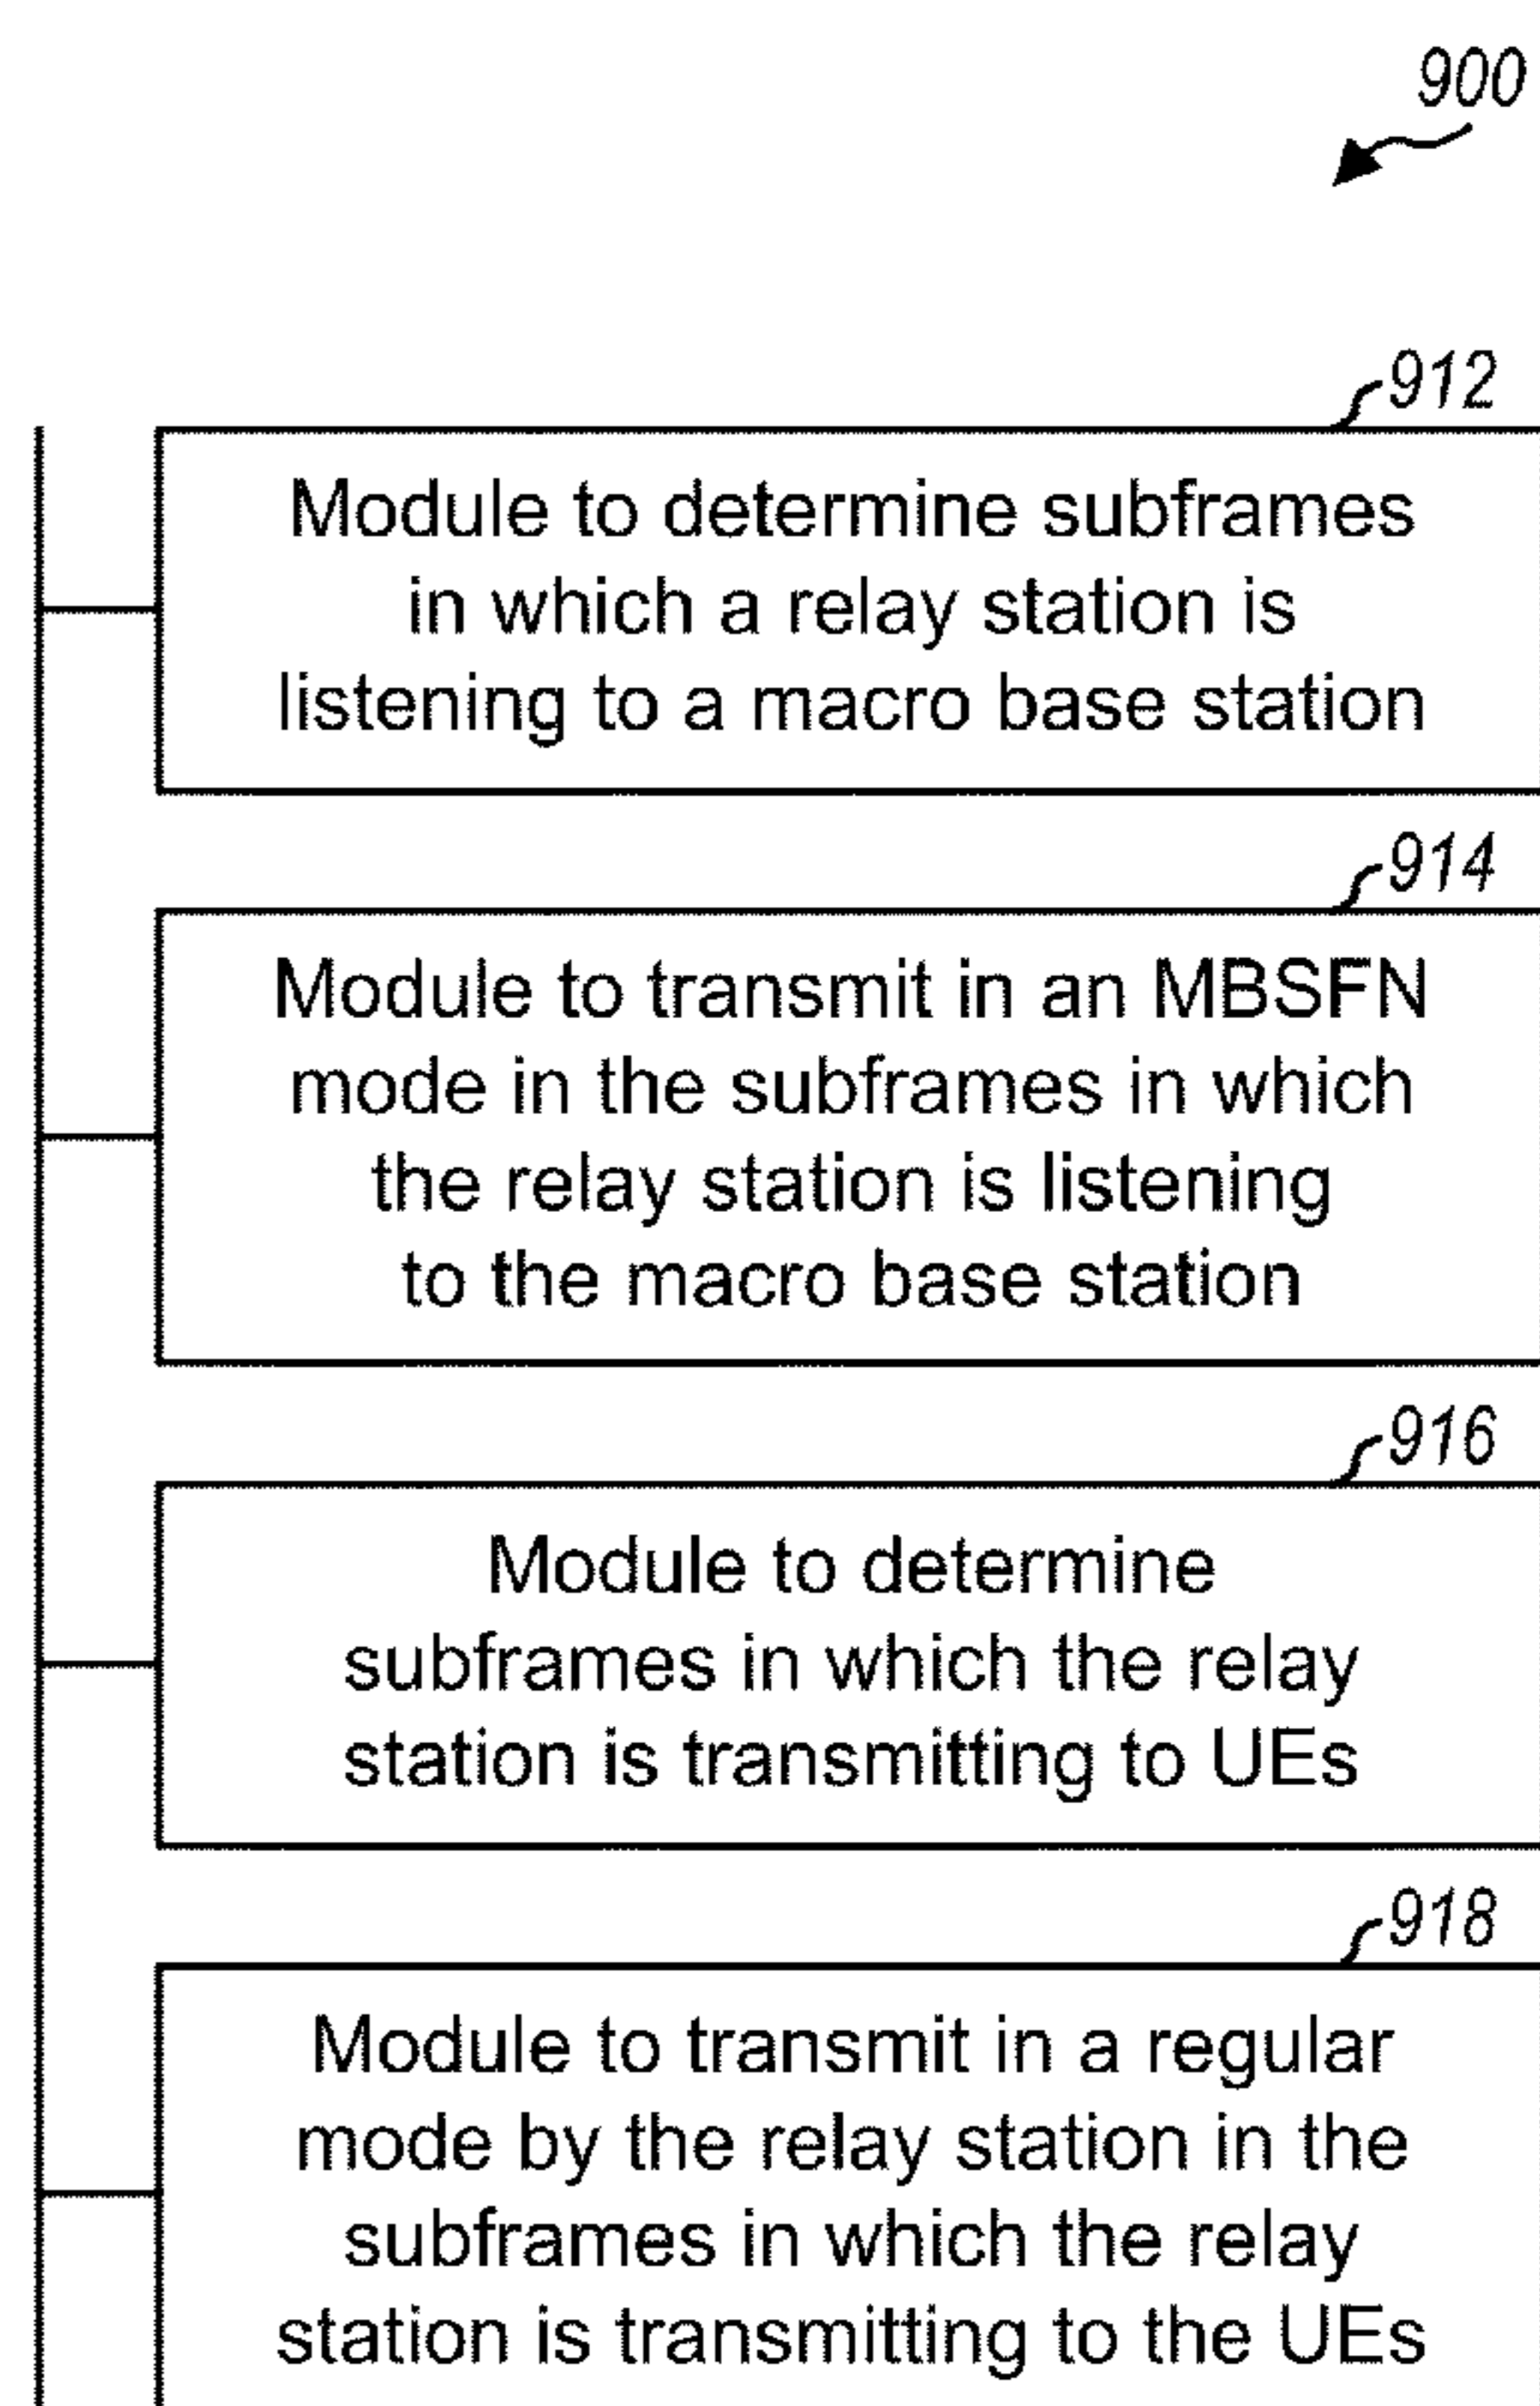 900
912
Module to determine subframes
in which a relay station is
listening to a macro base station
914
Module to transmit in an MBSFN
mode in the subframes in which
the relay station is listening
to the macro base station
916
Module to determine
subframes in which the relay
station is transmitting to UEs
918
Module to transmit in a regular
mode by the relay station in the
subframes in which the relay
station is transmitting to the UEs